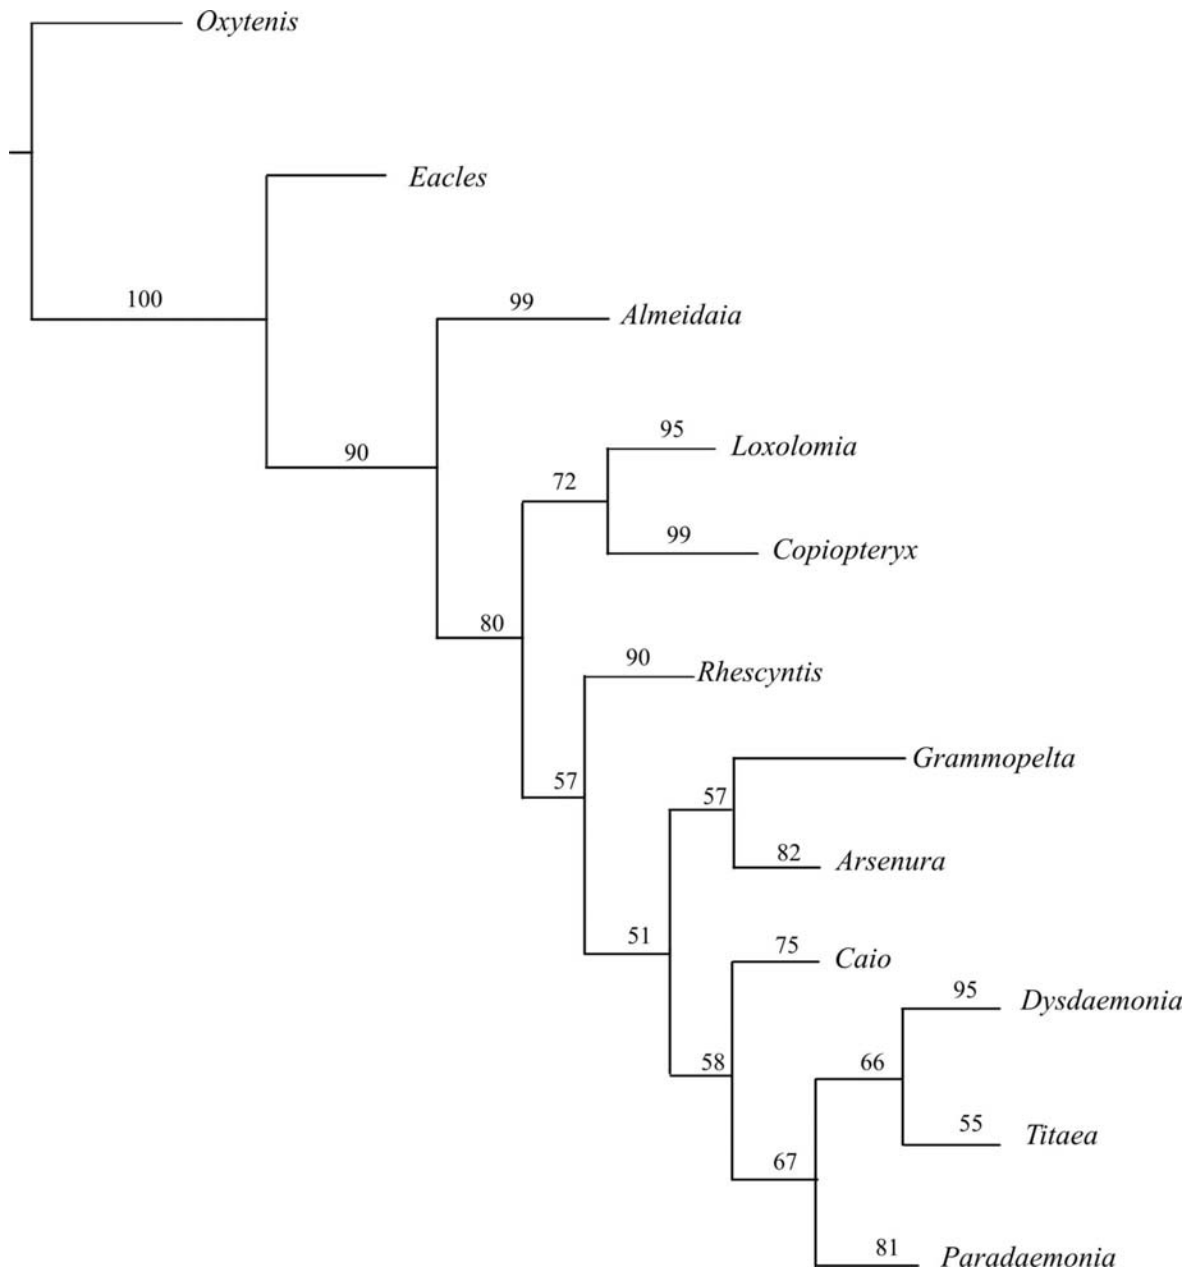 Oxytenis
Eacles
100
99
Almeidaia
95
Loxolomia
90
72
99
Copiopteryx
80
90
Rhescyntis
Grammopelta
57
57
82
Arsenura
51
75
Caio
95
Dysdaemonia
58
66
55
Titaea
67
81
Paradaemonia